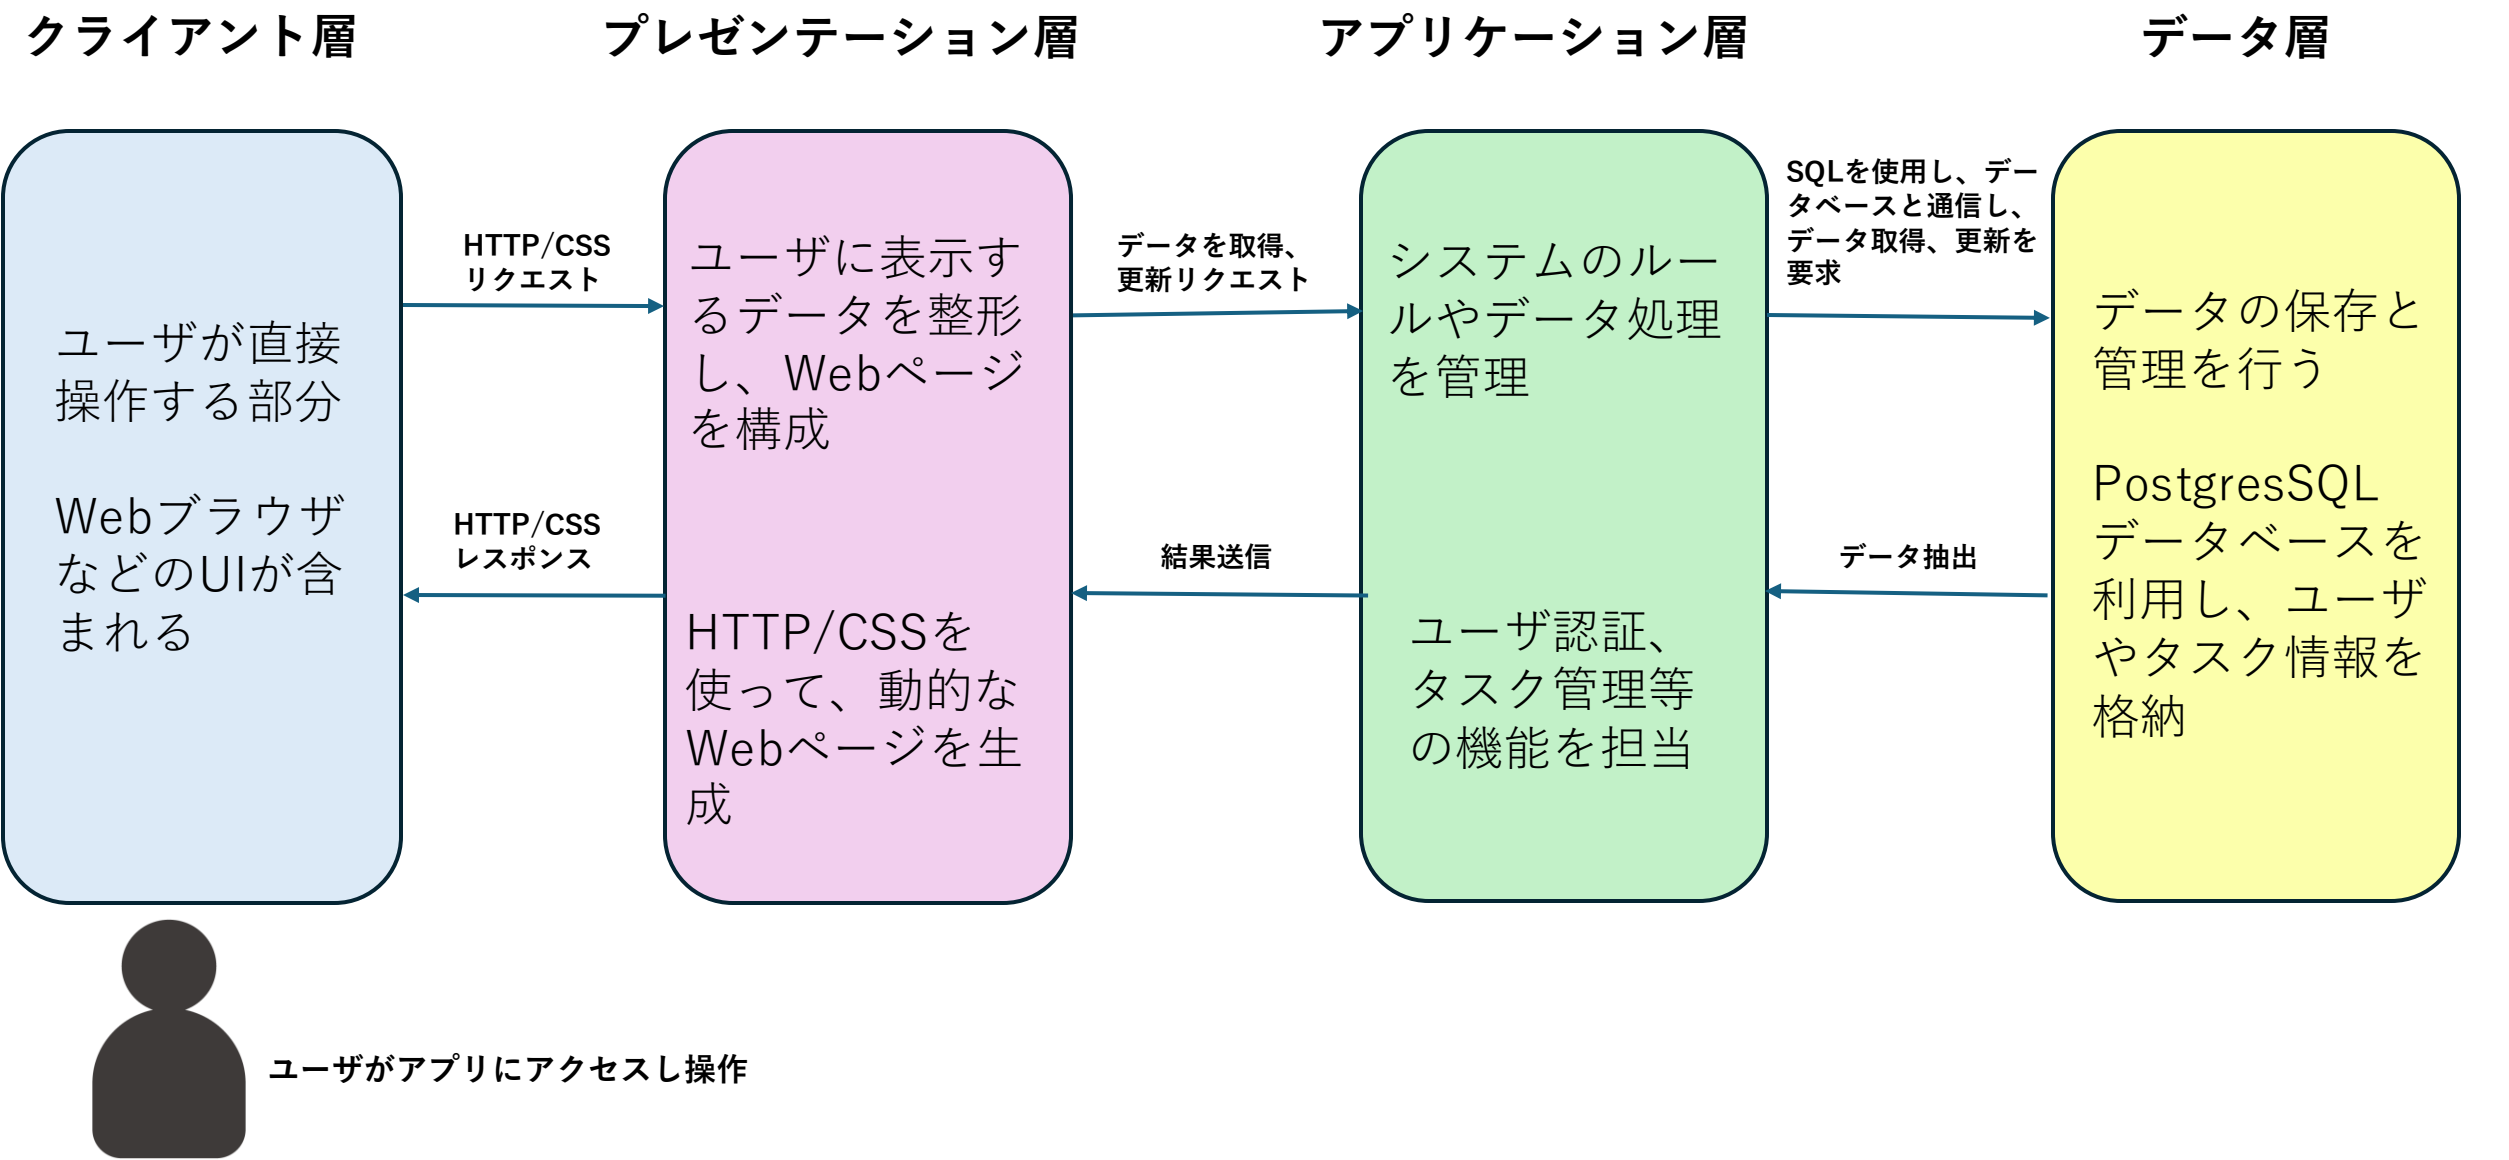 クライアント層
プレゼンテーション層
アプリケーション層
データ層
ユーザが直接
操作する部分
Webブラウザ
などのUIが含
まれる
HTTP/CSS
リクエスト
HTTP/CSS
レスポンス
ユーザに表示す
るデータを整形
し、Webページ
を構成
HTTP/CSSを
使って、動的な
Webページを生
成
データを取得、
更新リクエスト
結果送信
システムのルー
ルやデータ処理
を管理
ユーザ認証、
タスク管理等
の機能を担当
SQLを使用し、デー
タベースと通信し、
データ取得、更新を
要求
データ抽出
データの保存と
管理を行う
PostgresSQL
データベースを
利用し、ユーザ
やタスク情報を
格納
ユーザがアプリにアクセスし操作